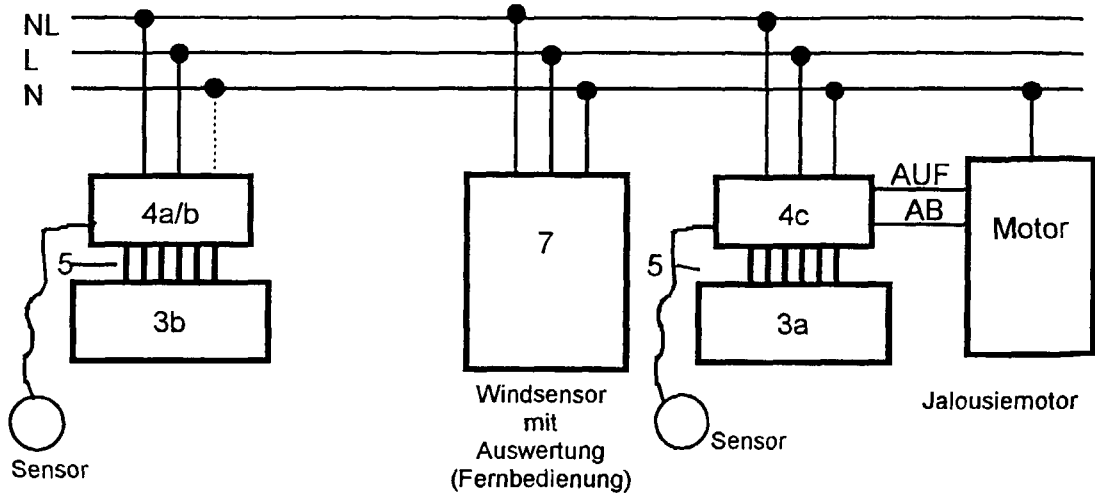 NL
L
N
4a/b
5
3b
Sensor
7
Windsensor
mit
Auswertung
(Fernbedienung)
4c
5
3a
Sensor
AUF
AB
Motor
Jalousiemotor